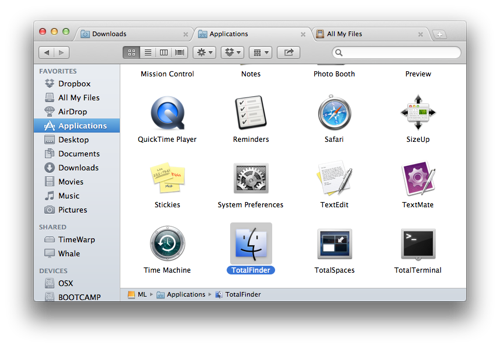 Downloads
Applications
All My Files
FAVORITES
Dropbox
All My Files
AirDrop
Applications
Desktop
Documents
Downloads
Movies
Music
Pictures
SHARED
TimeWarp
Whale
DEVICES
OSX
BOOTCAMP
Mission Control
Notes
Photo Booth
Preview
QuickTime Player
Reminders
Safari
SizeUp
Stickies
System Preferences
TextEdit
TextMate
Time Machine
TotalFinder
TotalSpaces
TotalTerminal
ML ▸ Applications ▸ TotalFinder